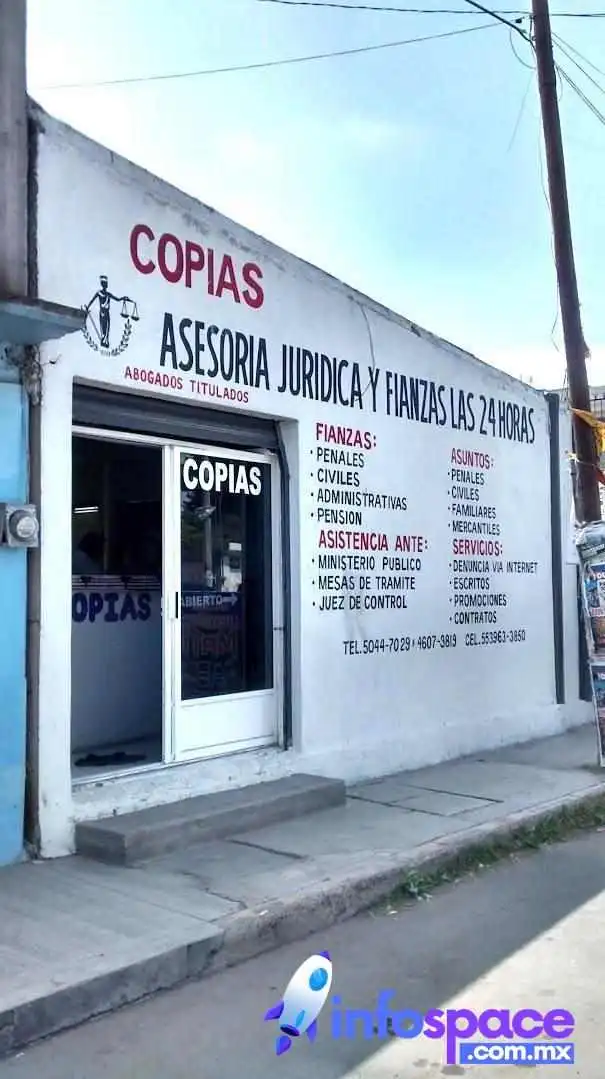 COPIAS
ASESORIA JURIDICA Y FIANZAS LAS 24 HORAS
ABOGADOS TITULADOS
COPIAS
OPIAS
ABIERTO
FIANZAS:
· PENALES
· CIVILES
· ADMINISTRATIVAS
· PENSION
ASISTENCIA ANTE:
· MINISTERIO PUBLICO
· MESAS DE TRAMITE
· JUEZ DE CONTROL
ASUNTOS:
· PENALES
· CIVILES
· FAMILIARES
· MERCANTILES
SERVICIOS:
· DENUNCIA VIA INTERNET
· ESCRITOS
· PROMOCIONES
· CONTRATOS
TEL. 5044-7029 4607-3819 CEL. 553963-3850
infospace
.com.mx